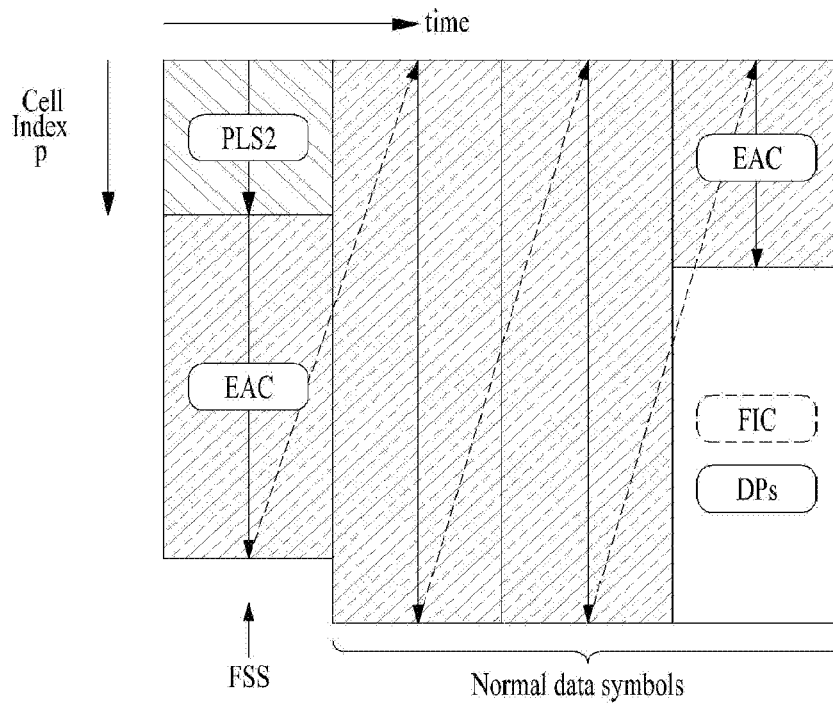 time
Cell
Index
p
PLS2
EAC
EAC
FIC
DPs
FSS
Normal data symbols